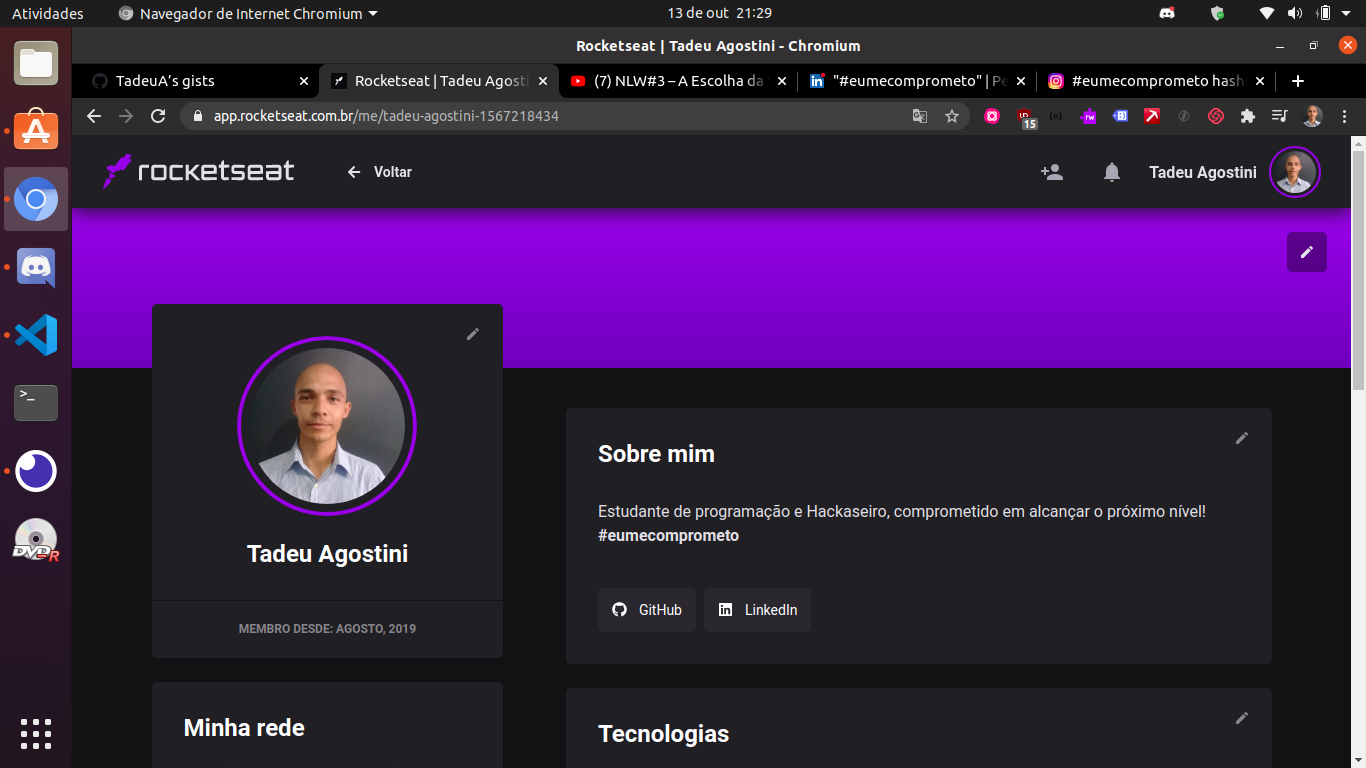 Atividades
Navegador de Internet Chromium
13 de out 21:29
Rocketseat | Tadeu Agostini - Chromium
TadeuA's gists
Rocketseat | Tadeu Agosti
(7) NLW#3 – A Escolha da
"#eumecomprometo" | Pe
#eumecomprometo hash
app.rocketseat.com.br/me/tadeu-agostini-1567218434
15
rocketseat
Voltar
Tadeu Agostini
Tadeu Agostini
MEMBRO DESDE: AGOSTO, 2019
Minha rede
Sobre mim
Estudante de programação e Hackaseiro, comprometido em alcançar o próximo nível!
#eumecomprometo
GitHub
LinkedIn
Tecnologias
>_
DVD-R